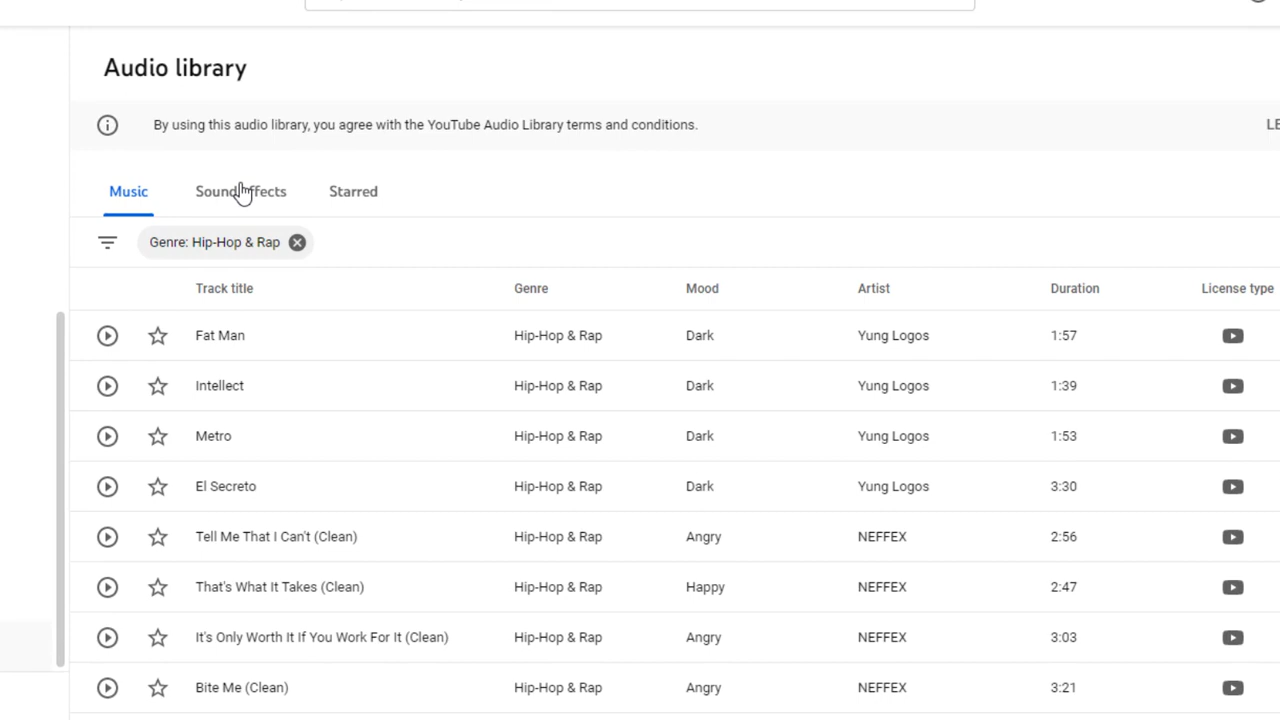 Audio library
By using this audio library, you agree with the YouTube Audio Library terms and conditions.
LE
Music Sound effects Starred
Genre: Hip-Hop & Rap
Track title Genre Mood Artist Duration License type
Fat Man Hip-Hop & Rap Dark Yung Logos 1:57
Intellect Hip-Hop & Rap Dark Yung Logos 1:39
Metro Hip-Hop & Rap Dark Yung Logos 1:53
El Secreto Hip-Hop & Rap Dark Yung Logos 3:30
Tell Me That I Can't (Clean) Hip-Hop & Rap Angry NEFFEX 2:56
That's What It Takes (Clean) Hip-Hop & Rap Happy NEFFEX 2:47
It's Only Worth It If You Work For It (Clean) Hip-Hop & Rap Angry NEFFEX 3:03
Bite Me (Clean) Hip-Hop & Rap Angry NEFFEX 3:21